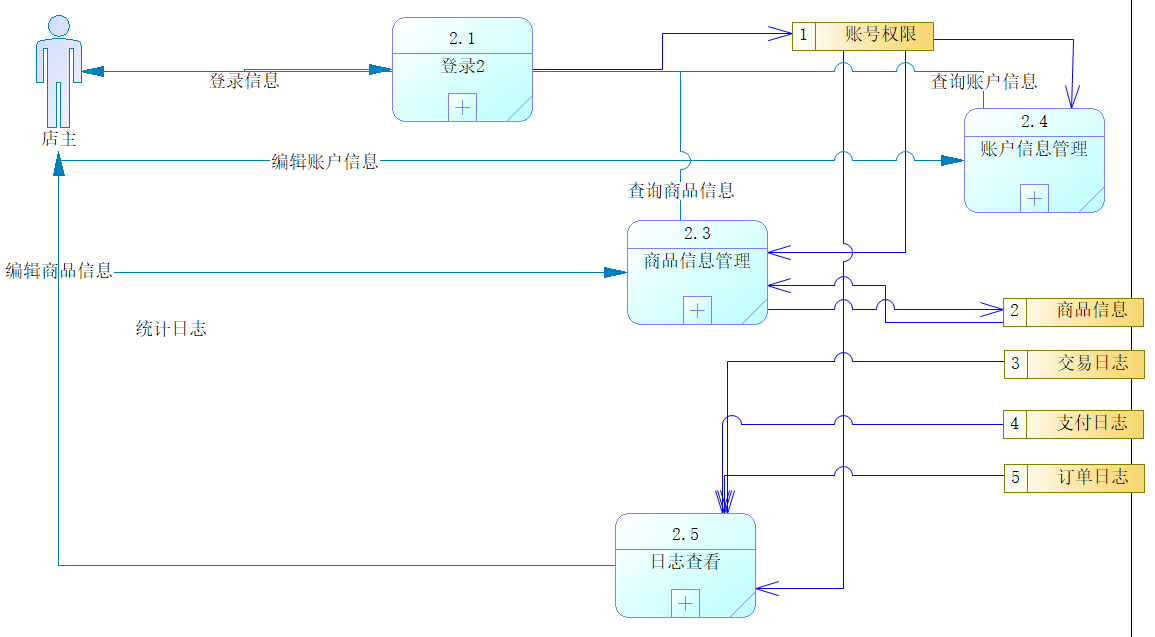 2.1
登录2
1 账号权限
登录信息
查询账户信息
店主
2.4
账户信息管理
编辑账户信息
查询商品信息
2.3
商品信息管理
编辑商品信息
2 商品信息
统计日志
3 交易日志
4 支付日志
5 订单日志
2.5
日志查看